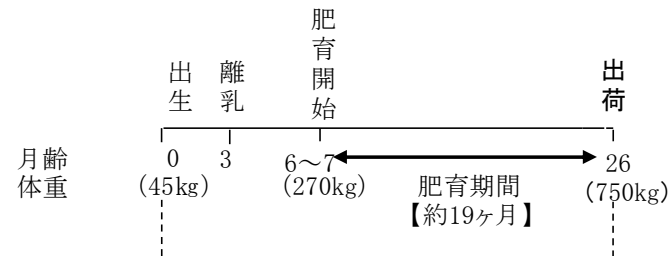 出生
離乳
肥育開始
出荷
月齢 0 3 6～7 26
体重 (45kg) (270kg) (750kg)
肥育期間
【約19ヶ月】